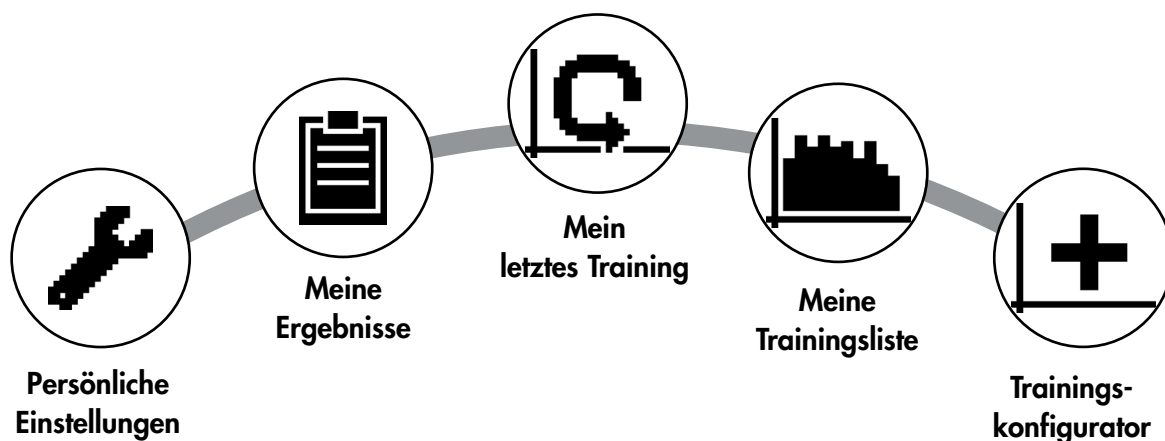 Persönliche
Einstellungen
Meine
Ergebnisse
Mein
letztes Training
Meine
Trainingsliste
Trainings-
konfigurator